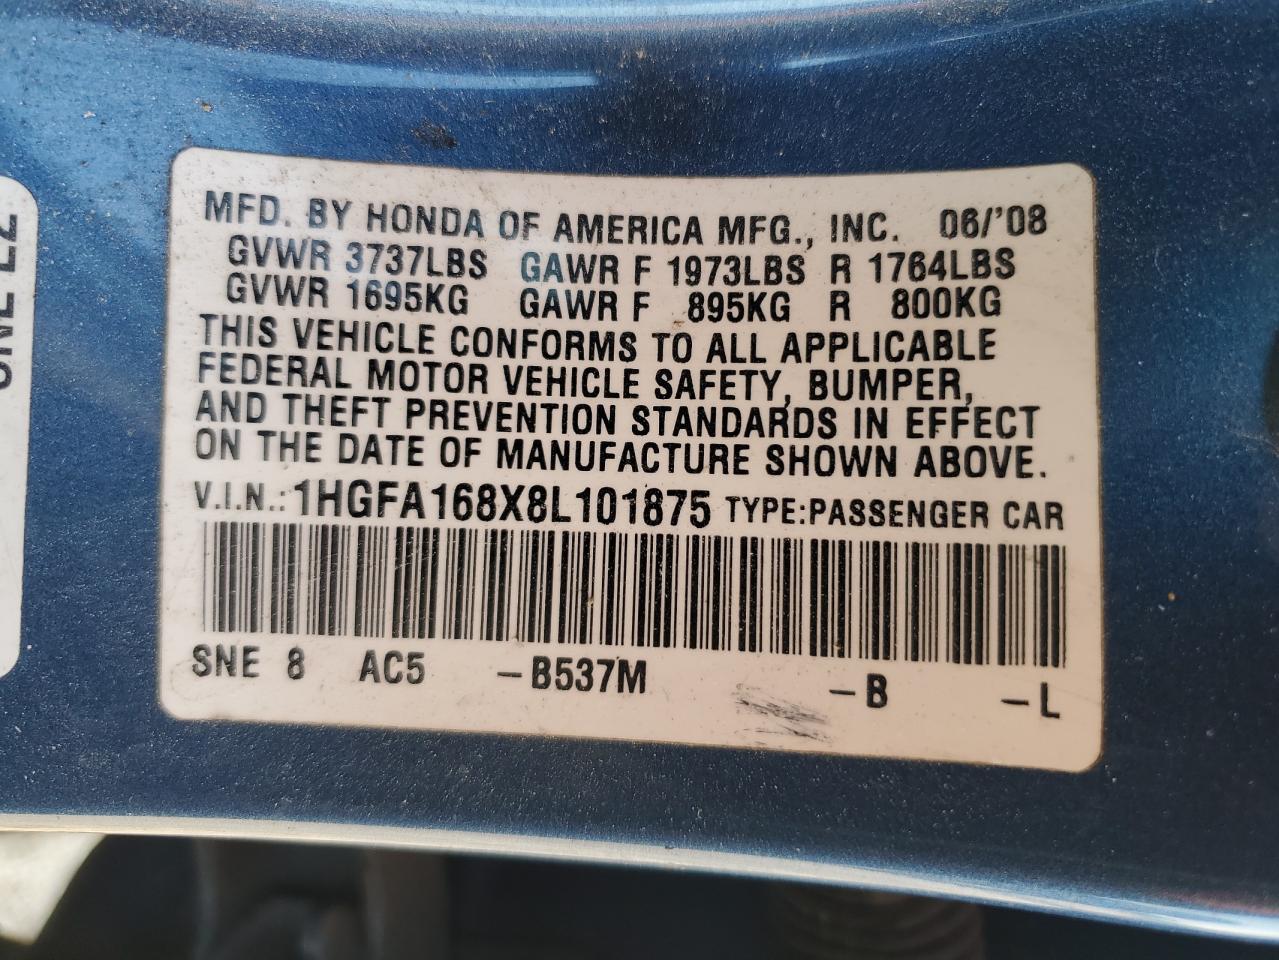 MFD. BY HONDA OF AMERICA MFG., INC. 06/'08
GVWR 3737LBS GAWR F 1973LBS R 1764LBS
GVWR 1695KG GAWR F 895KG R 800KG
THIS VEHICLE CONFORMS TO ALL APPLICABLE
FEDERAL MOTOR VEHICLE SAFETY, BUMPER,
AND THEFT PREVENTION STANDARDS IN EFFECT
ON THE DATE OF MANUFACTURE SHOWN ABOVE.
V.I.N.: 1HGFA168X8L101875 TYPE:PASSENGER CAR
SNE 8 AC5 -B537M -B -L